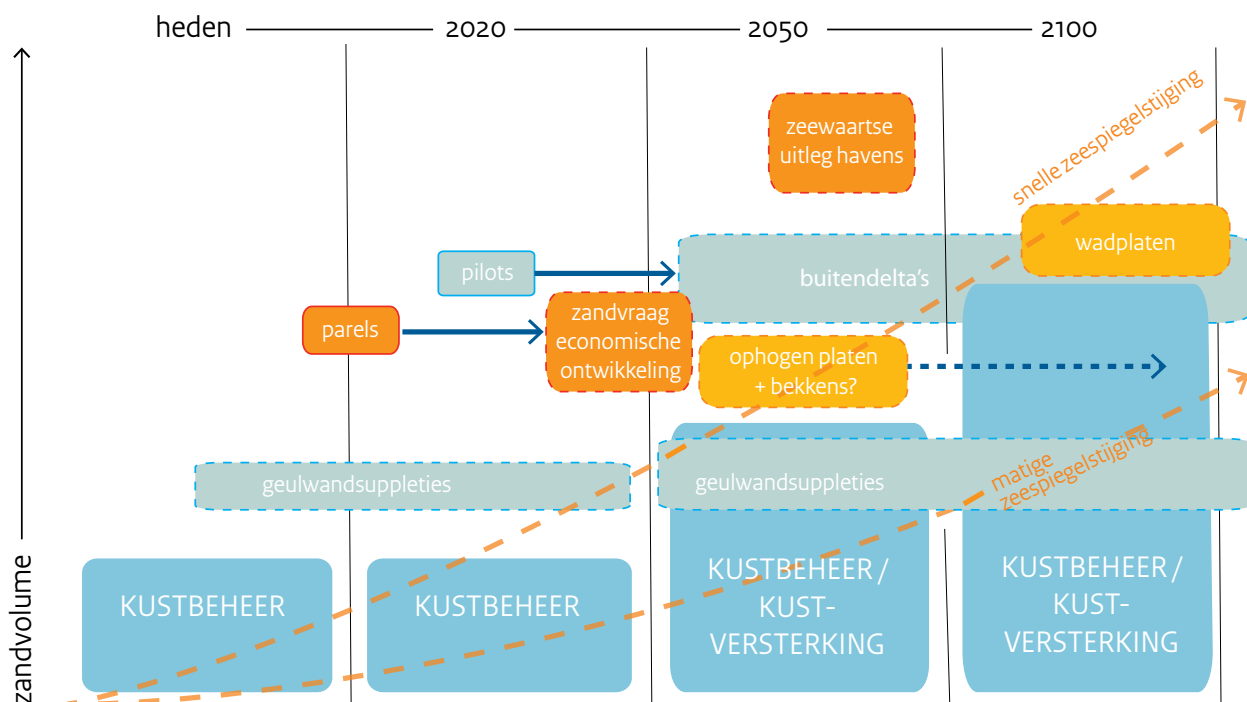 heden
2020
2050
2100
zandvolume
zeewaartse
uitleg havens
snelle zeespiegelstijging
wadplaten
pilots
buitendelta's
parels
zandvraag
economische
ontwikkeling
ophogen platen
+ bekkens?
geulwandsuppleties
geulwandsuppleties
matige
zeespiegelstijging
KUSTBEHEER
KUSTBEHEER
KUSTBEHEER /
KUST-
VERSTERKING
KUSTBEHEER /
KUST-
VERSTERKING